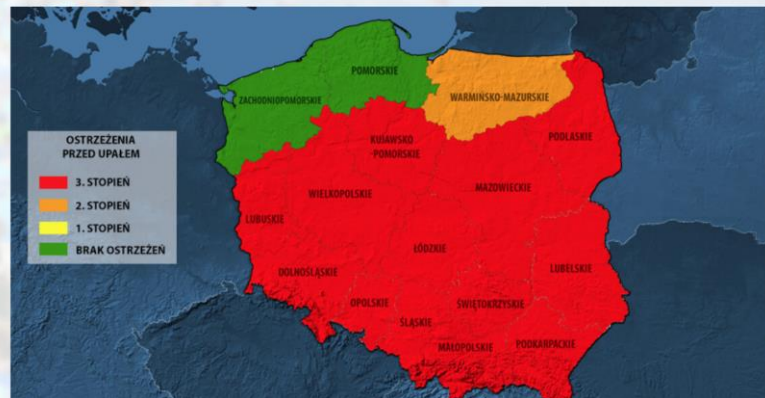 POMORSKIE
ZACHODNIOPOMORSKIE
WARMIŃSKO-MAZURSKIE
OSTRZEŻENIA
PRZED UPAŁEM
3. STOPIEŃ
2. STOPIEŃ
1. STOPIEŃ
BRAK OSTRZEŻEŃ
KUJAWSKO
-POMORSKIE
PODLASKIE
WIELKOPOLSKIE
MAZOWIECKIE
LUBUSKIE
ŁÓDZKIE
DOLNOŚLĄSKIE
LUBELSKIE
OPOLSKIE
ŚWIĘTOKRZYSKIE
ŚLĄSKIE
MAŁOPOLSKIE
PODKARPACKIE